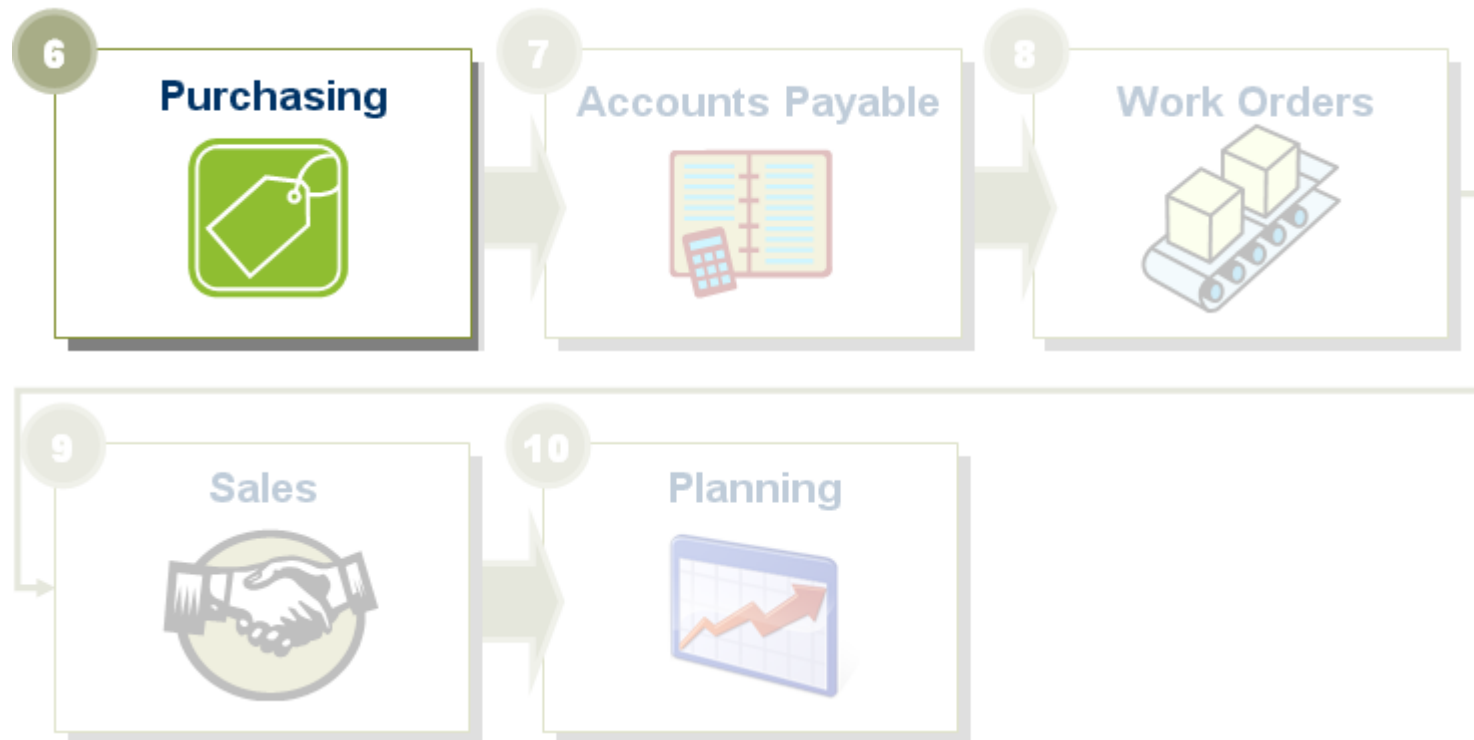 6
Purchasing
7
Accounts Payable
8
Work Orders
9
Sales
10
Planning